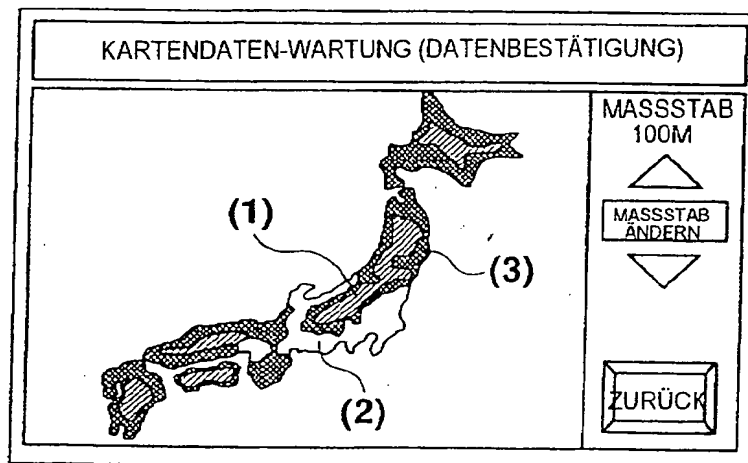 KARTENDATEN-WARTUNG (DATENBESTÄTIGUNG)
MASSSTAB
100M
MASSSTAB
ÄNDERN
ZURÜCK
(1)
(3)
(2)